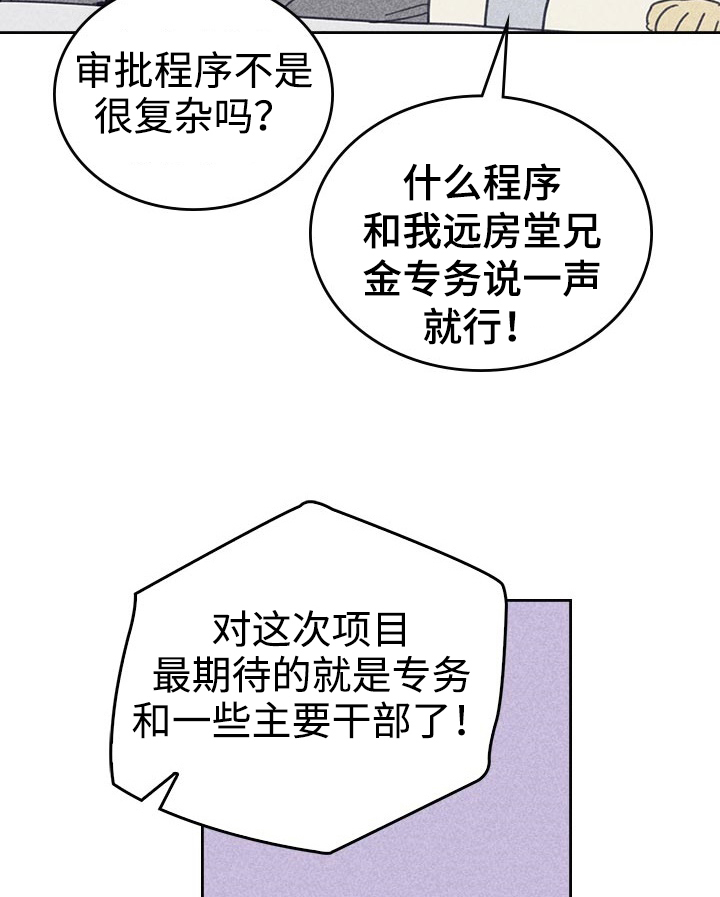 审批程序不是
很复杂吗？
什么程序
和我远房堂兄
金专务说一声
就行！
对这次项目
最期待的就是专务
和一些主要干部了！